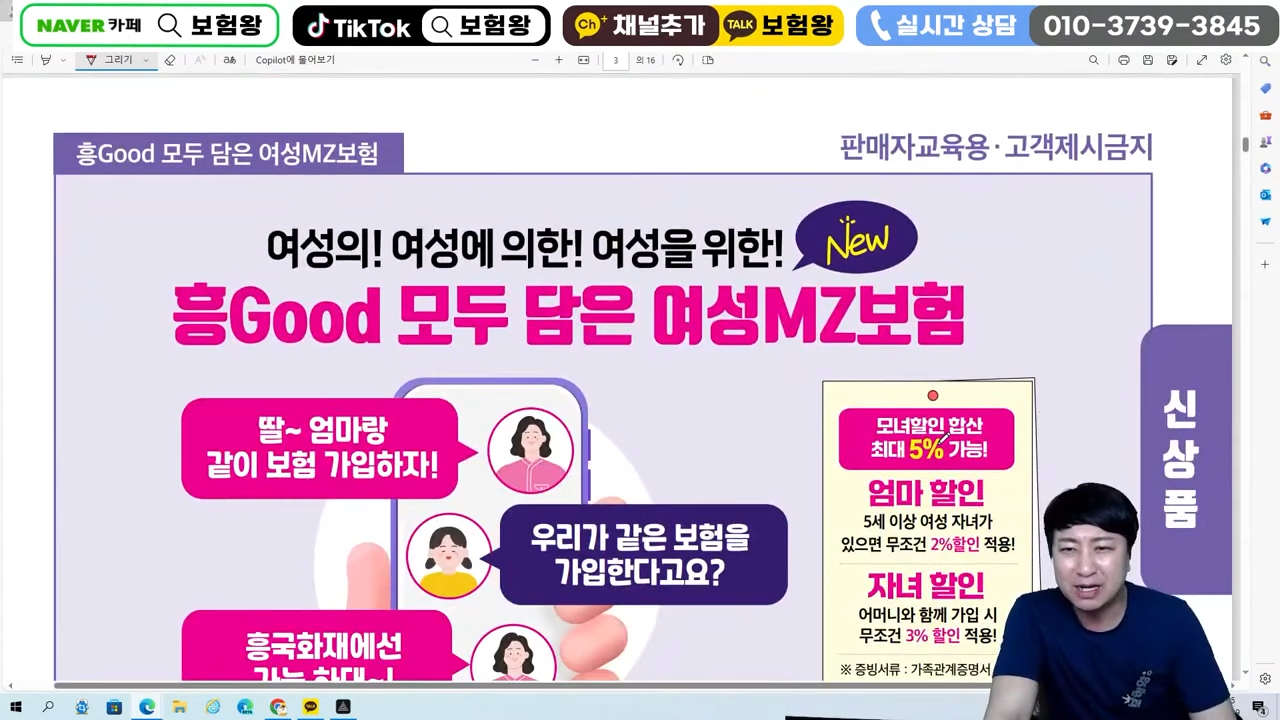 NAVER 카페 보험왕
TikTok 보험왕
Ch+ 채널추가 TALK 보험왕
실시간 상담 010-3739-3845
그리기
Copilot에 물어보기
3 의 16
흥Good 모두 담은 여성MZ보험
판매자교육용·고객제시금지
여성의! 여성에 의한! 여성을 위한!
New
흥Good 모두 담은 여성MZ보험
딸~ 엄마랑
같이 보험 가입하자!
우리가 같은 보험을
가입한다고요?
흥국화재에선
모녀할인 합산
최대 5% 가능!
엄마 할인
5세 이상 여성 자녀가
있으면 무조건 2%할인 적용!
자녀 할인
어머니와 함께 가입 시
무조건 3% 할인 적용!
※ 증빙서류 : 가족관계증명서
신상품
보험왕